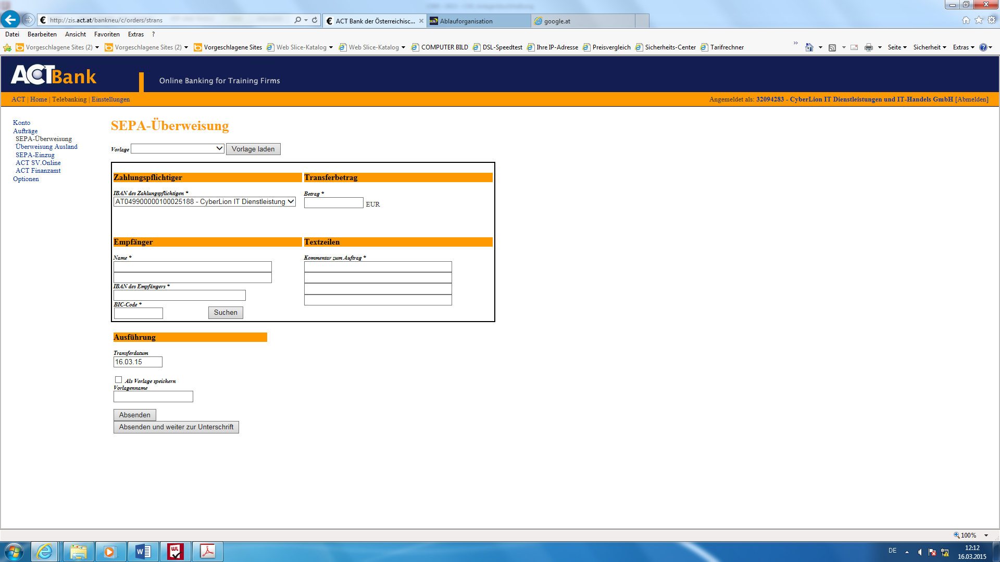 http://zis.act.at/bankneu/c/orders/strans
ACT Bank der Österreichisc...
Ablauforganisation
google.at
Datei Bearbeiten Ansicht Favoriten Extras ?
Vorgeschlagene Sites (2) Vorgeschlagene Sites (2) Vorgeschlagene Sites Web Slice-Katalog Web Slice-Katalog COMPUTER BILD DSL-Speedtest Ihre IP-Adresse Preisvergleich Sicherheits-Center Tarifrechner » Seite Sicherheit Extras
ACTBank
Online Banking for Training Firms
ACT | Home | Telebanking | Einstellungen
Angemeldet als: 32094283 - CyberLion IT Dienstleistungen und IT-Handels GmbH [Abmelden]
Konto
Aufträge
SEPA-Überweisung
Überweisung Ausland
SEPA-Einzug
ACT SV.Online
ACT Finanzamt
Optionen
SEPA-Überweisung
Vorlage Vorlage laden
Zahlungspflichtiger
IBAN des Zahlungspflichtigen *
AT049900000100025188 - CyberLion IT Dienstleistung
Transferbetrag
Betrag *
EUR
Empfänger
Name *
IBAN des Empfängers *
BIC-Code *
Suchen
Textzeilen
Kommentar zum Auftrag *
Ausführung
Transferdatum
16.03.15
Als Vorlage speichern
Vorlagenname
Absenden
Absenden und weiter zur Unterschrift
100%
DE
12:12
16.03.2015